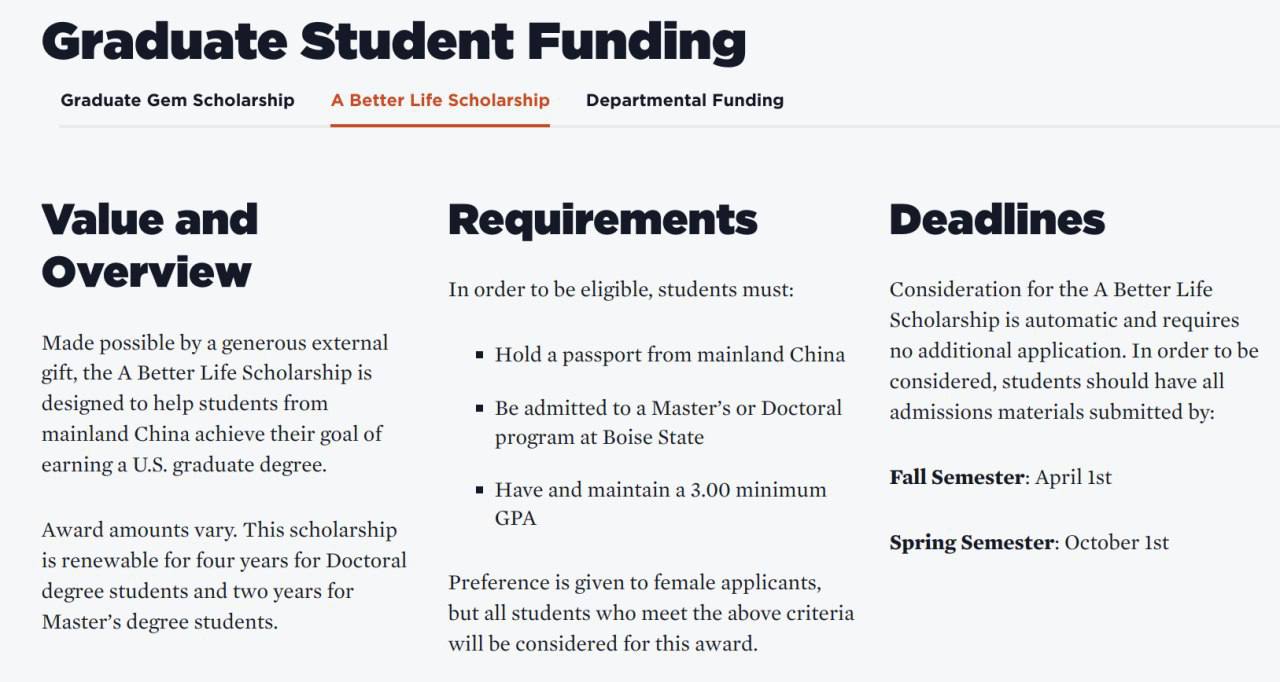 Graduate Student Funding
Graduate Gem Scholarship
A Better Life Scholarship
Departmental Funding
Value and
Overview
Made possible by a generous external
gift, the A Better Life Scholarship is
designed to help students from
mainland China achieve their goal of
earning a U.S. graduate degree.
Award amounts vary. This scholarship
is renewable for four years for Doctoral
degree students and two years for
Master’s degree students.
Requirements
In order to be eligible, students must:
▪ Hold a passport from mainland China
▪ Be admitted to a Master’s or Doctoral
program at Boise State
▪ Have and maintain a 3.00 minimum
GPA
Preference is given to female applicants,
but all students who meet the above criteria
will be considered for this award.
Deadlines
Consideration for the A Better Life
Scholarship is automatic and requires
no additional application. In order to be
considered, students should have all
admissions materials submitted by:
Fall Semester: April 1st
Spring Semester: October 1st